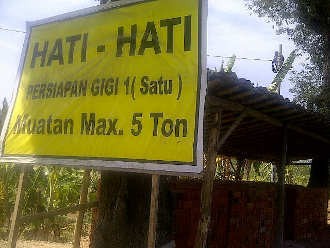 HATI - HATI
PERSIAPAN GIGI 1 ( Satu )
Muatan Max. 5 Ton